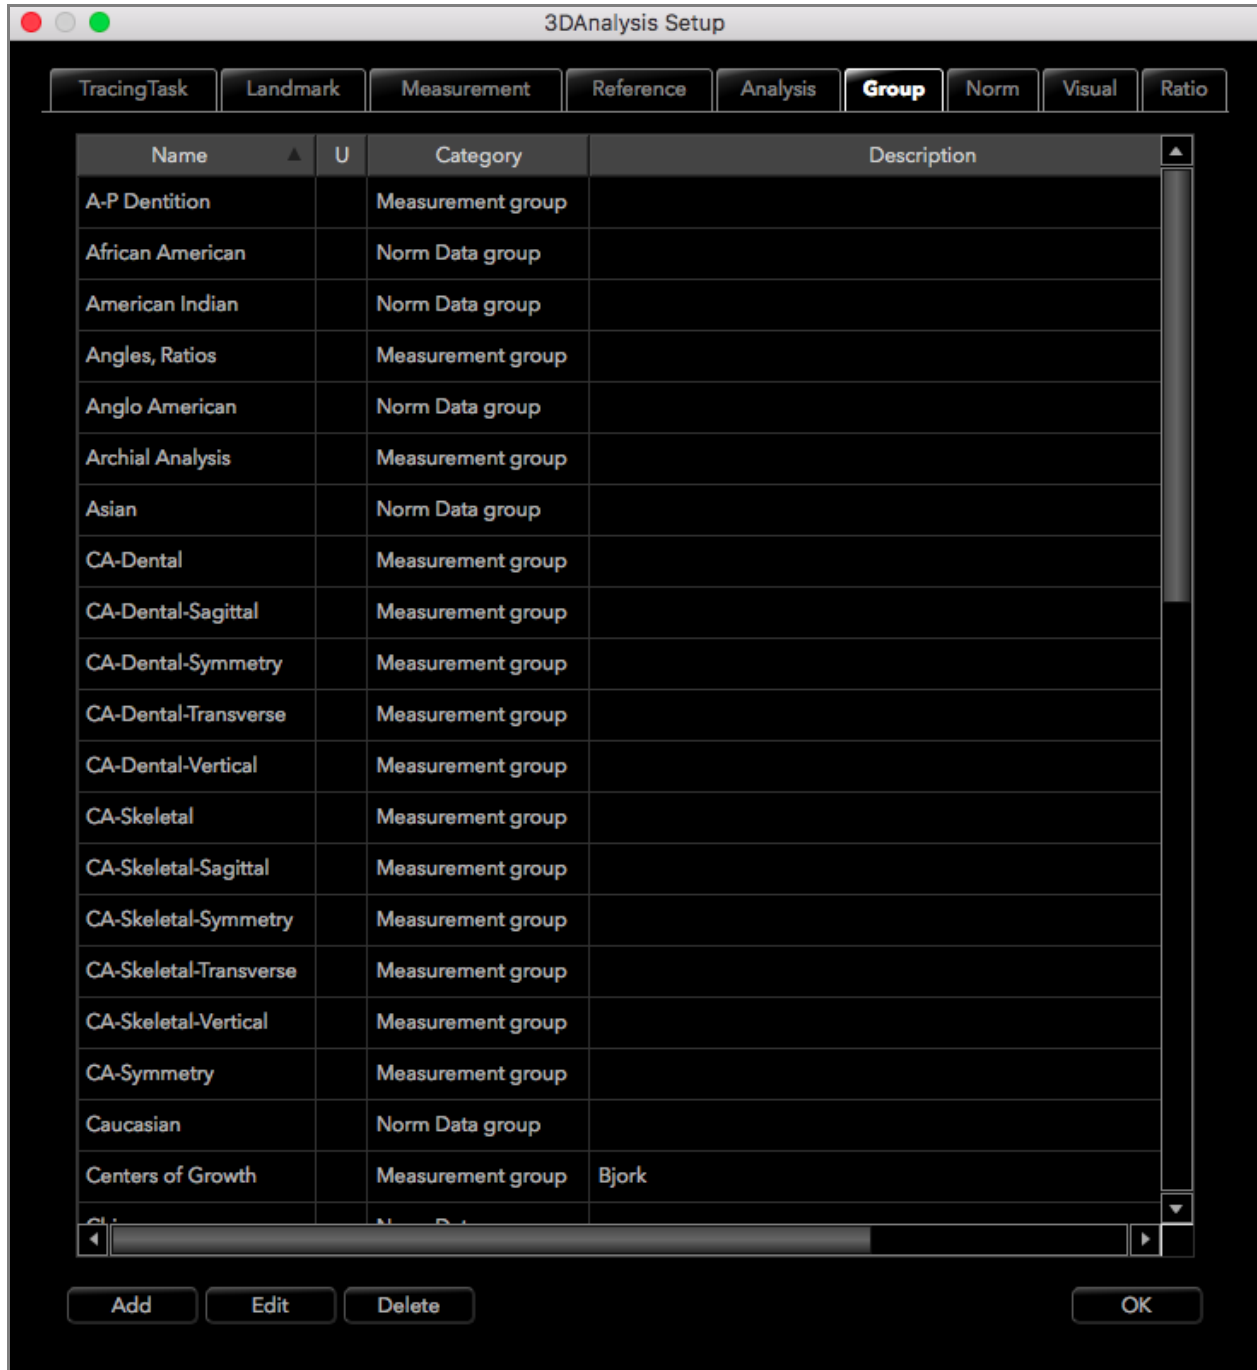 3DAnalysis Setup
TracingTask Landmark Measurement Reference Analysis Group Norm Visual Ratio
Name U Category Description
A-P Dentition Measurement group
African American Norm Data group
American Indian Norm Data group
Angles, Ratios Measurement group
Anglo American Norm Data group
Archial Analysis Measurement group
Asian Norm Data group
CA-Dental Measurement group
CA-Dental-Sagittal Measurement group
CA-Dental-Symmetry Measurement group
CA-Dental-Transverse Measurement group
CA-Dental-Vertical Measurement group
CA-Skeletal Measurement group
CA-Skeletal-Sagittal Measurement group
CA-Skeletal-Symmetry Measurement group
CA-Skeletal-Transverse Measurement group
CA-Skeletal-Vertical Measurement group
CA-Symmetry Measurement group
Caucasian Norm Data group
Centers of Growth Measurement group Bjork
Add Edit Delete OK